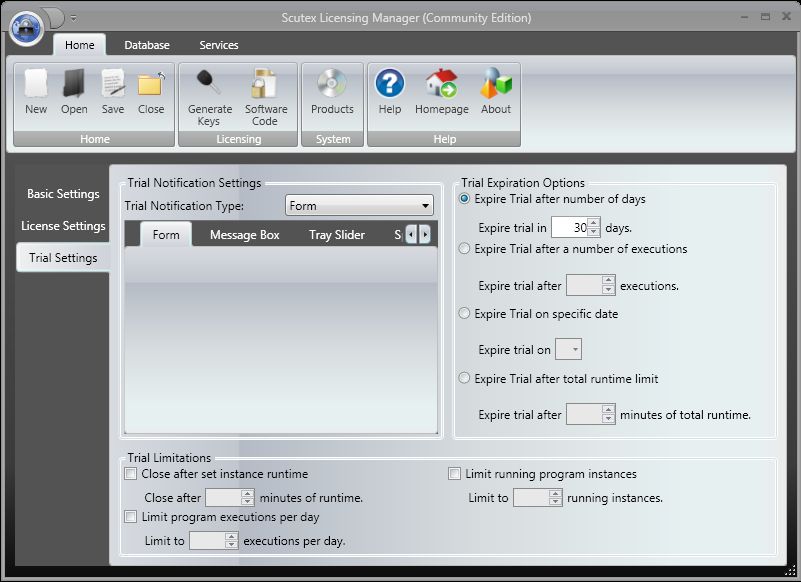 Scutex Licensing Manager (Community Edition)
Home Database Services
New Open Save Close Generate Keys Software Code Products Help Homepage About
Home Licensing System Help
Basic Settings
License Settings
Trial Settings
Trial Notification Settings
Trial Notification Type: Form
Form Message Box Tray Slider S
Trial Expiration Options
Expire Trial after number of days
Expire trial in 30 days.
Expire Trial after a number of executions
Expire trial after executions.
Expire Trial on specific date
Expire trial on
Expire Trial after total runtime limit
Expire trial after minutes of total runtime.
Trial Limitations
Close after set instance runtime
Close after minutes of runtime.
Limit program executions per day
Limit to executions per day.
Limit running program instances
Limit to running instances.